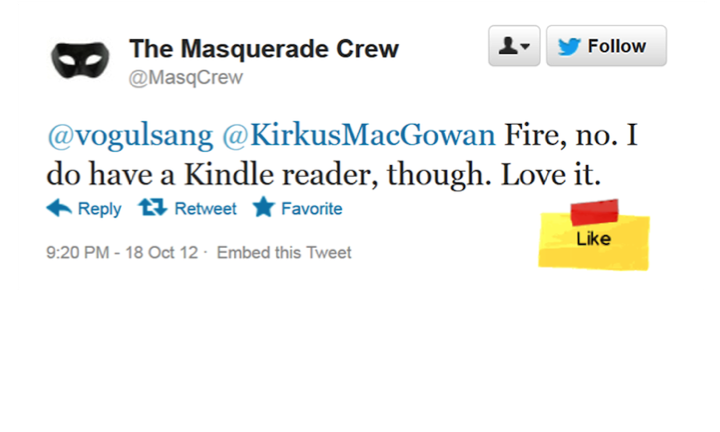 The Masquerade Crew
@MasqCrew
Follow
@vogulsang @KirkusMacGowan Fire, no. I
do have a Kindle reader, though. Love it.
Reply Retweet Favorite
Like
9:20 PM - 18 Oct 12 · Embed this Tweet